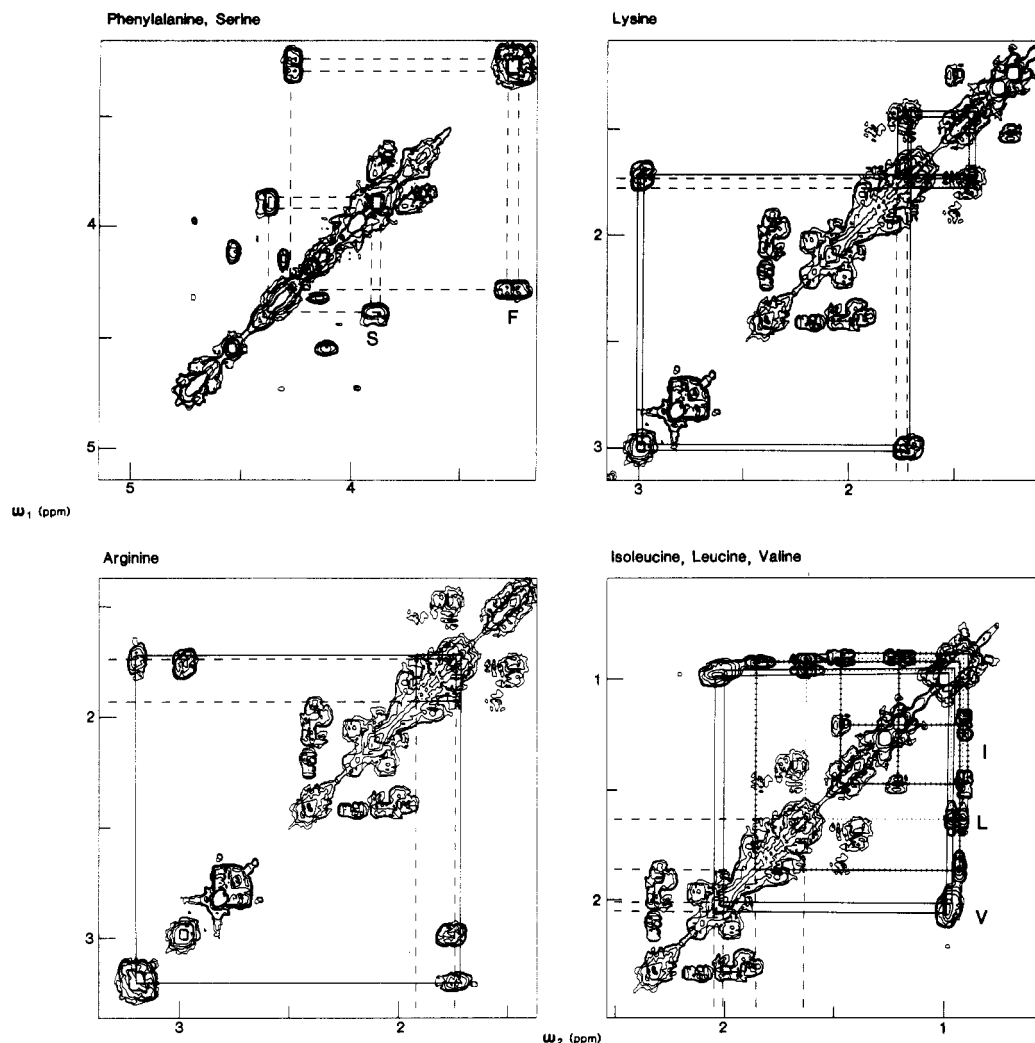 Phenylalanine, Serine
Lysine
4
5
S
F
5
4
ω₁ (ppm)
2
3
3
2
Arginine
Isoleucine, Leucine, Valine
2
3
3
2
1
2
I
L
V
2
1
ω₂ (ppm)